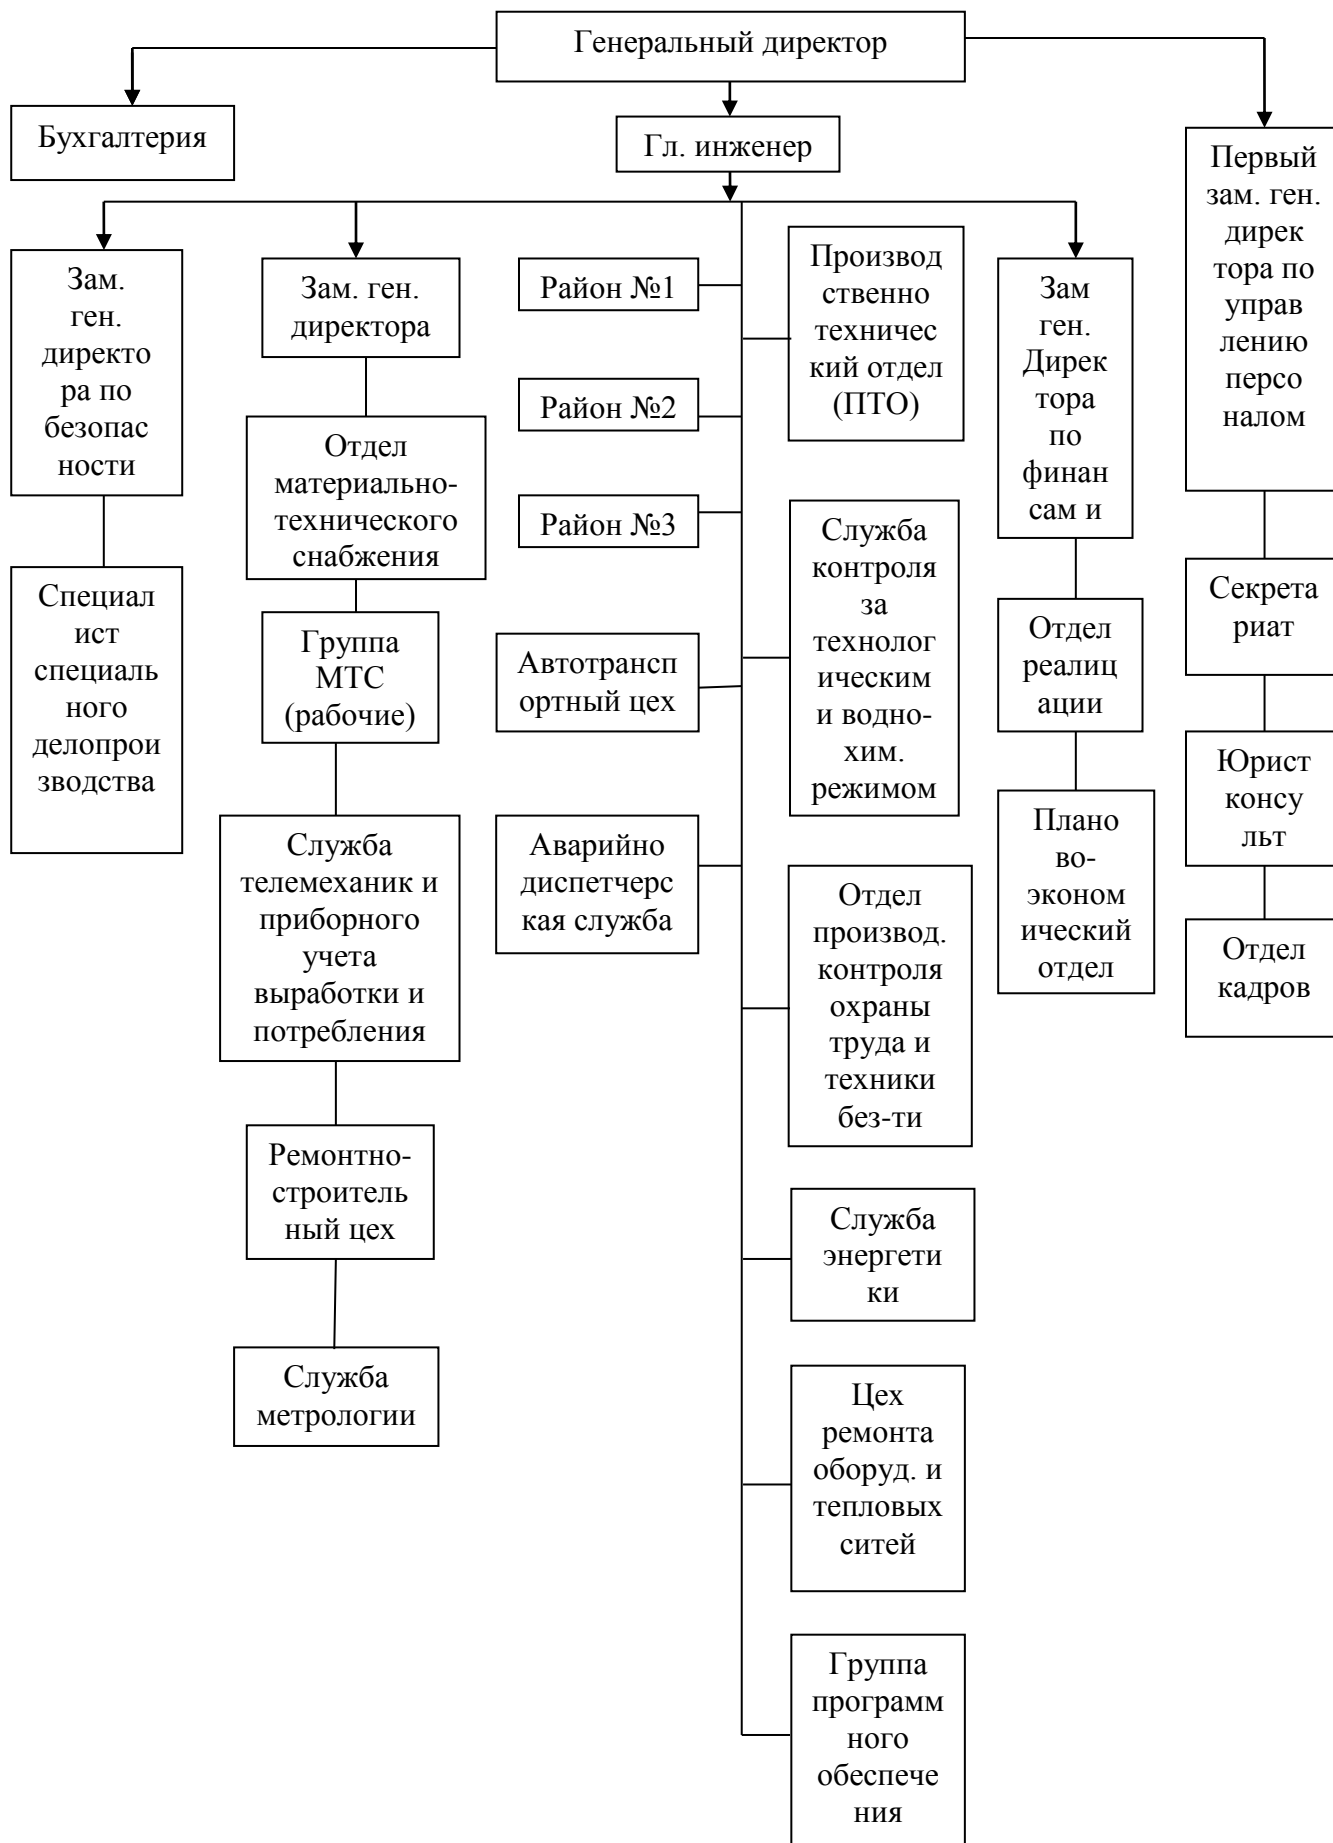 Генеральный директор
Бухгалтерия
Гл. инженер
Первый
зам. ген.
дирек
тора по
управ
лению
персо
налом
Зам.
ген.
директо
ра по
безопас
ности
Зам. ген.
директора
Район №1
Район №2
Район №3
Производ
ственно
техничес
кий отдел
(ПТО)
Зам
ген.
Дирек
тора
по
финан
сам и
Специал
ист
специаль
ного
делопрои
зводства
Отдел
материально-
технического
снабжения
Группа
МТС
(рабочие)
Служба
телемеханик и
приборного
учета
выработки и
потребления
Ремонтно-
строитель
ный цех
Служба
метрологии
Автотрансп
ортный цех
Аварийно
диспетчерс
кая служба
Служба
контроля
за
технолог
ическим
и водно-
хим.
режимом
Отдел
производ.
контроля
охраны
труда и
техники
без-ти
Служба
энергети
ки
Цех
ремонта
оборуд. и
тепловых
ситей
Группа
программ
ного
обеспече
ния
Отдел
реалиц
ации
Плано
во-
эконом
ический
отдел
Секрета
риат
Юрист
консу
льт
Отдел
кадров